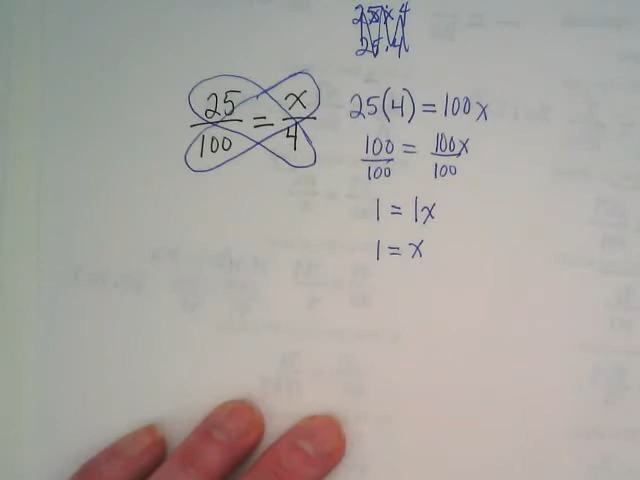 25/100 = x/4
25(4) = 100x
100/100 = 100x/100
1 = 1x
1 = x